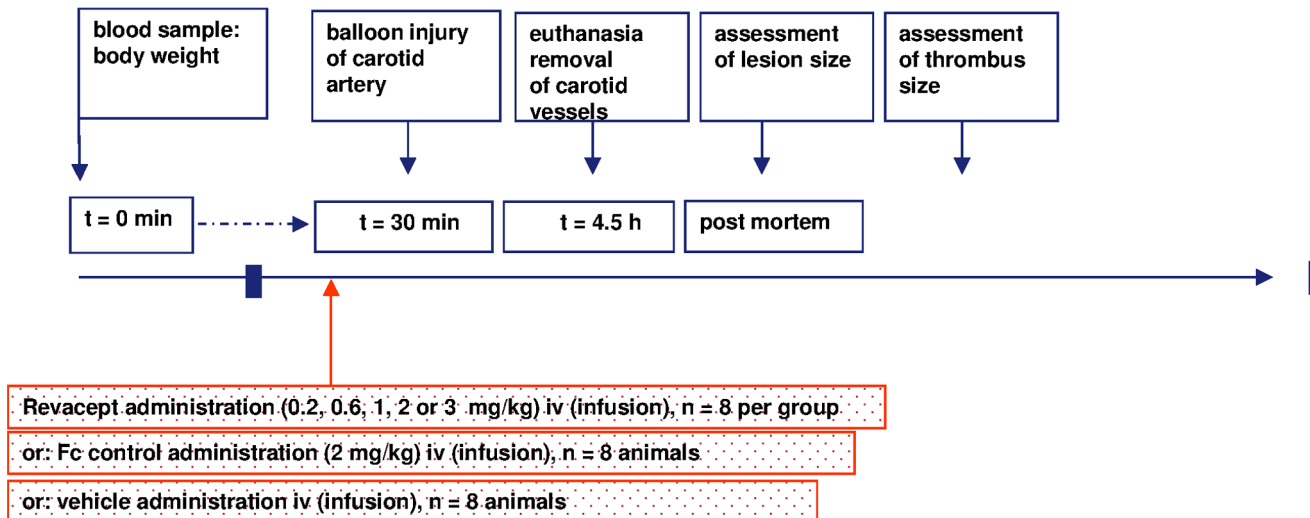 blood sample:
body weight
balloon injury
of carotid
artery
euthanasia
removal
of carotid
vessels
assessment
of lesion size
assessment
of thrombus
size
t = 0 min
t = 30 min
t = 4.5 h
post mortem
Revacept administration (0.2, 0.6, 1, 2 or 3 mg/kg) iv (infusion), n = 8 per group
or: Fc control administration (2 mg/kg) iv (infusion), n = 8 animals
or: vehicle administration iv (infusion), n = 8 animals